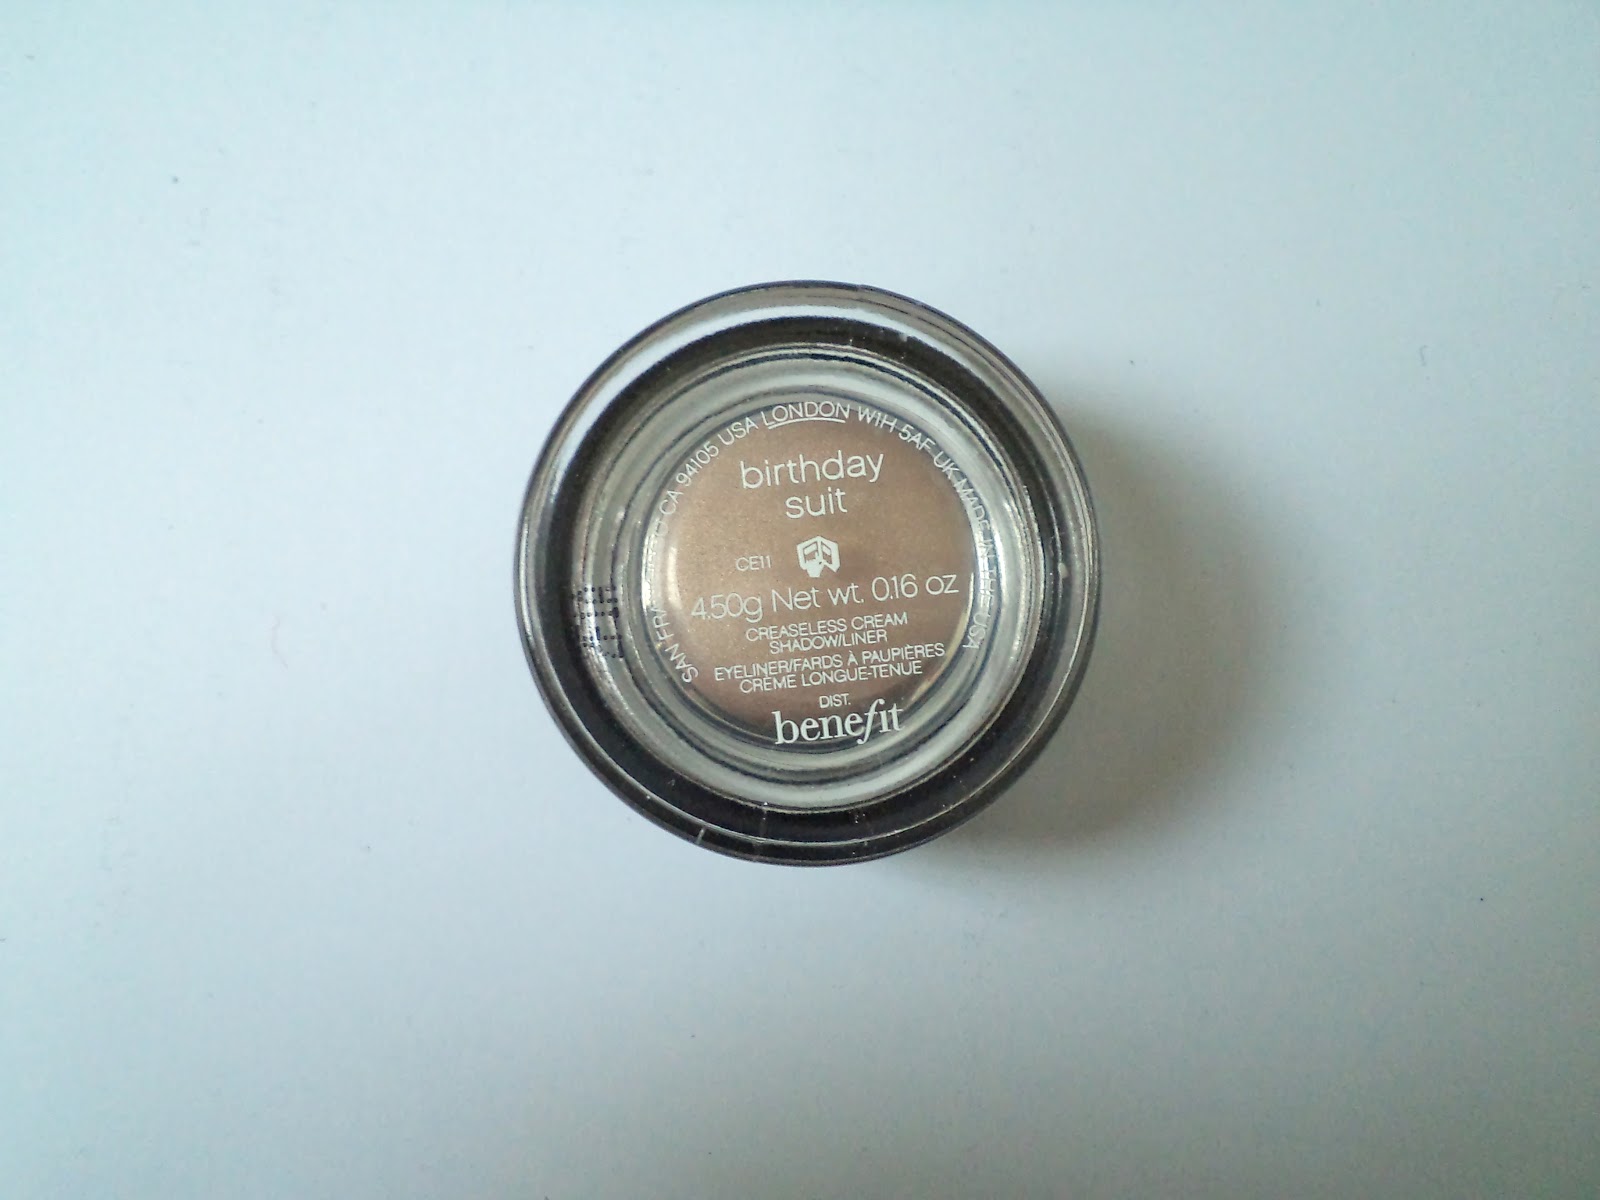 SAN CA 94105 USA LONDON W1H 5AF UK MADE IN THE USA
birthday
suit
CE11
4.50g Net wt. 0.16 oz
CREASELESS CREAM
SHADOW/LINER
EYELINER/FARDS À PAUPIÈRES
CRÈME LONGUE-TENUE
DIST.
benefit